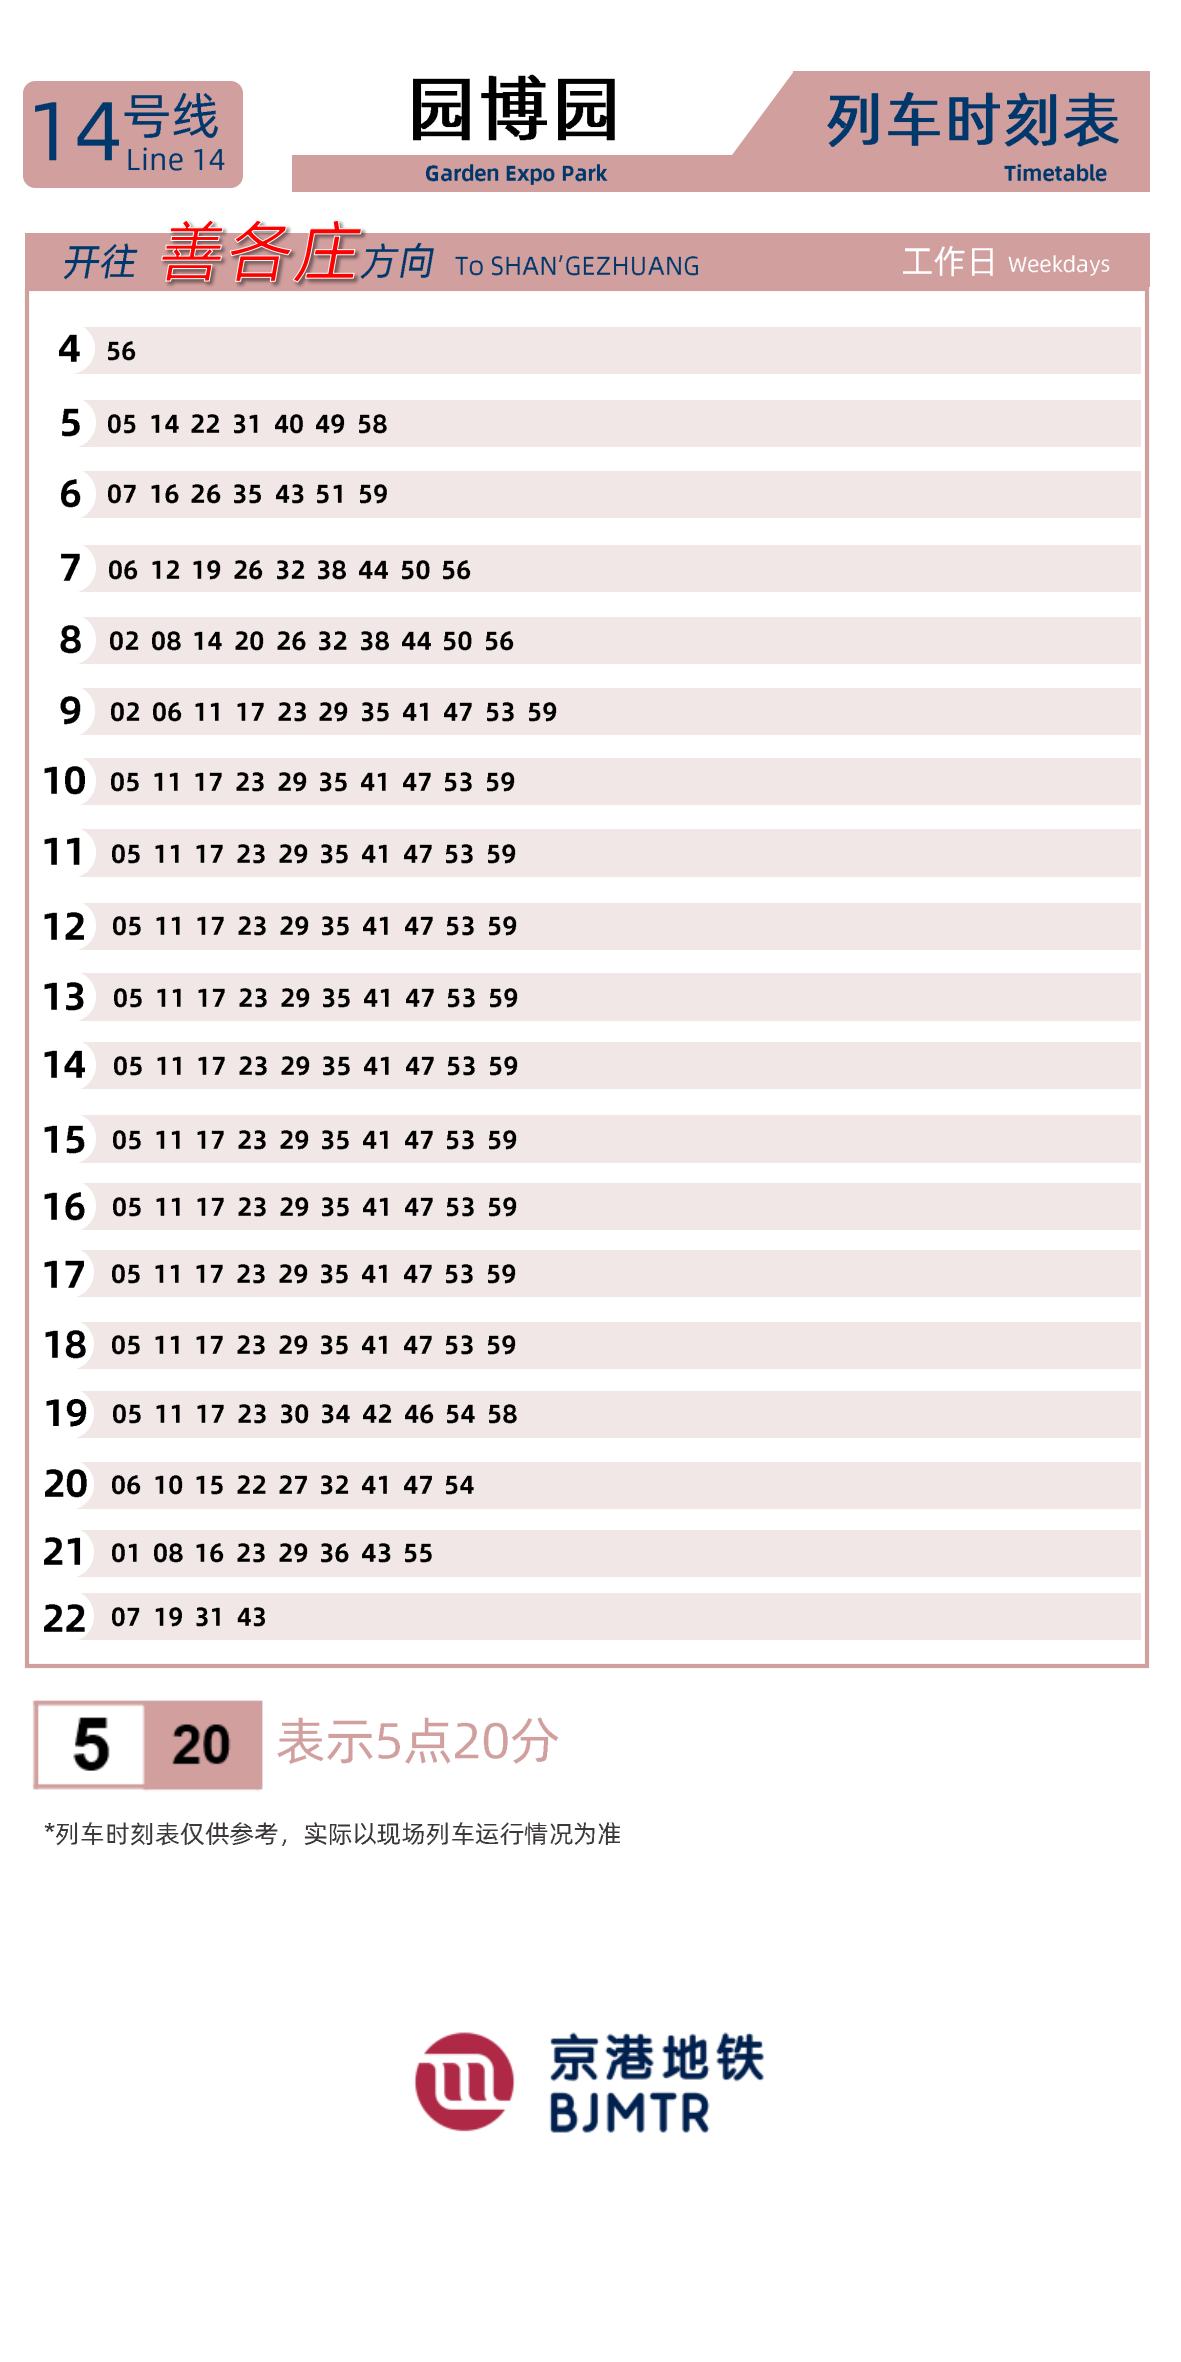 14号线
Line 14
园博园
Garden Expo Park
列车时刻表
Timetable
开往 善各庄方向 To SHAN’GEZHUANG 工作日 Weekdays
4 56
5 05 14 22 31 40 49 58
6 07 16 26 35 43 51 59
7 06 12 19 26 32 38 44 50 56
8 02 08 14 20 26 32 38 44 50 56
9 02 06 11 17 23 29 35 41 47 53 59
10 05 11 17 23 29 35 41 47 53 59
11 05 11 17 23 29 35 41 47 53 59
12 05 11 17 23 29 35 41 47 53 59
13 05 11 17 23 29 35 41 47 53 59
14 05 11 17 23 29 35 41 47 53 59
15 05 11 17 23 29 35 41 47 53 59
16 05 11 17 23 29 35 41 47 53 59
17 05 11 17 23 29 35 41 47 53 59
18 05 11 17 23 29 35 41 47 53 59
19 05 11 17 23 30 34 42 46 54 58
20 06 10 15 22 27 32 41 47 54
21 01 08 16 23 29 36 43 55
22 07 19 31 43
5 20 表示5点20分
*列车时刻表仅供参考，实际以现场列车运行情况为准
京港地铁
BJMTR